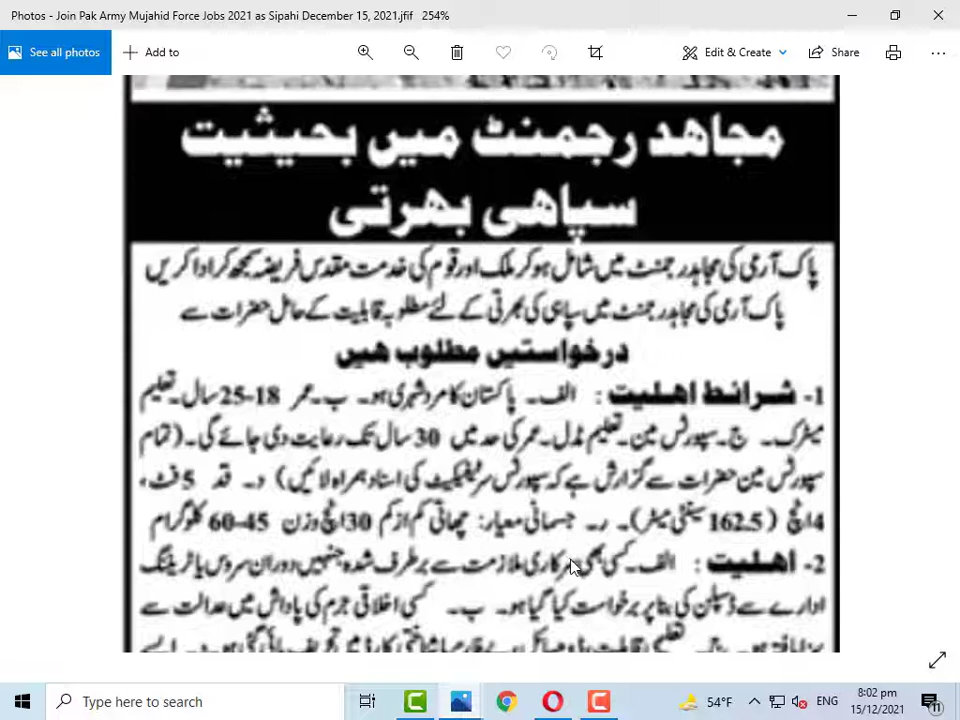 Photos - Join Pak Army Mujahid Force Jobs 2021 as Sipahi December 15, 2021.jfif 254%
See all photos
Add to
Edit & Create
Share
مجاهد رجمنٹ میں بحیثیت
سپاهی بهرتی
پاک آرمی کی مجاہد رجمنٹ میں شامل ہو کر ملک اور قوم کی خدمت مقدس فریضہ سمجھ کر ادا کریں
پاک آرمی کی مجاہد رجمنٹ میں سپاہی کی بھرتی کے لئے مطلوبہ قابلیت کے حامل حضرات سے
درخواستیں مطلوب هیں
1- شرائط اهلیت : الف۔ پاکستان کا مرد شہری ہو۔ ب۔ عمر 18-25 سال۔ تعلیم
میٹرک۔ ج۔ سپورٹس مین۔ تعلیم مڈل۔ عمر کی حد میں 30 سال تک رعایت دی جائے گی۔ (تمام
سپورٹس مین حضرات سے گزارش ہے کہ سپورٹس سرٹیفکیٹ کی اسناد ہمراہ لائیں) د۔ قد 5 فٹ،
4 انچ (162.5 سینٹی میٹر)۔ ر۔ جسمانی معیار: چھاتی کم از کم 30 انچ وزن 45-60 کلوگرام
2- اهلیت : الف۔ کسی بھی سرکاری ملازمت سے برطرف شدہ جنہیں دوران سروس یا ٹریننگ
ادارے سے ڈسپلن کی بنا پر برخواست کیا گیا ہو۔ ب۔ کسی اخلاقی جرم کی پاداش میں عدالت سے
Type here to search
54°F
ENG
8:02 pm
15/12/2021
11